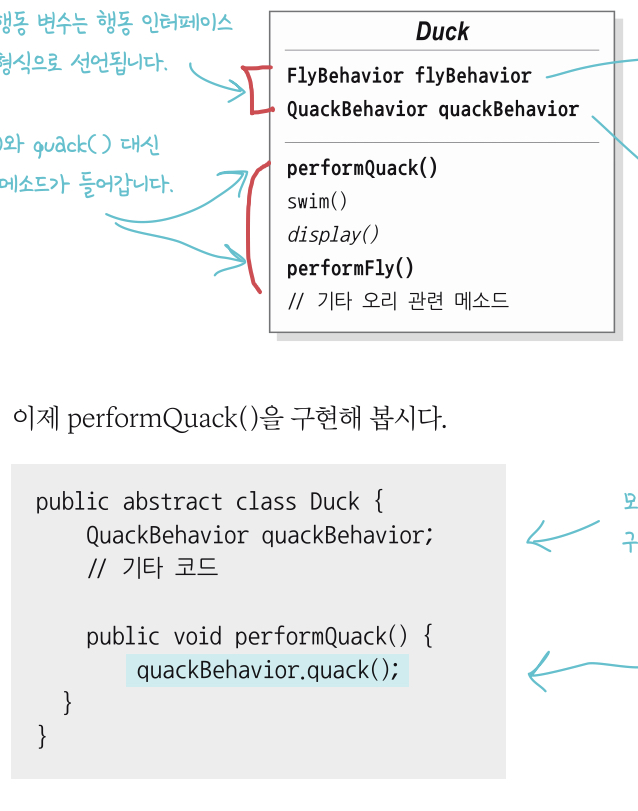 행동 변수는 행동 인터페이스
형식으로 선언됩니다.
와 quack( ) 대신
메소드가 들어갑니다.
Duck
FlyBehavior flyBehavior
QuackBehavior quackBehavior
performQuack()
swim()
display()
performFly()
// 기타 오리 관련 메소드
이제 performQuack()을 구현해 봅시다.
public abstract class Duck {
QuackBehavior quackBehavior;
// 기타 코드
public void performQuack() {
quackBehavior.quack();
}
}
모
구